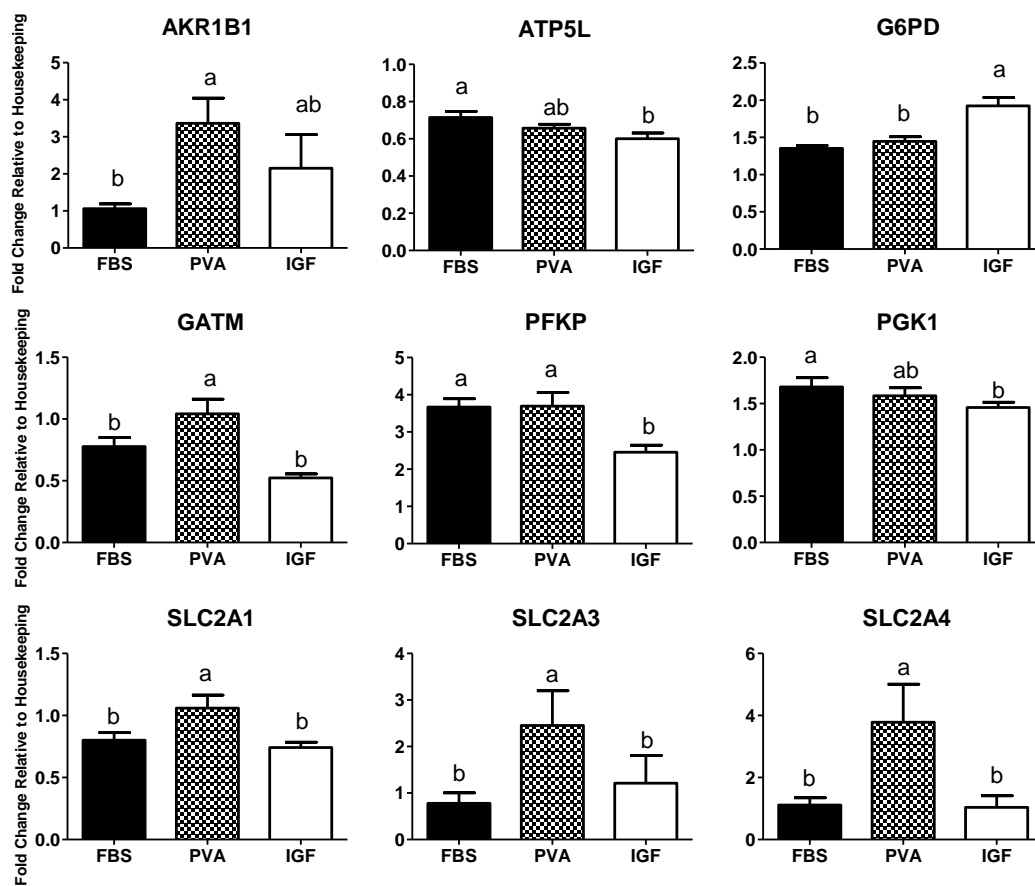 AKR1B1
ATP5L
G6PD
Fold Change Relative to Housekeeping
5
4
3
2
1
0
b
a
ab
FBS
PVA
IGF
1.0
0.8
0.6
0.4
0.2
0.0
a
ab
b
FBS
PVA
IGF
2.5
2.0
1.5
1.0
0.5
0.0
b
b
a
FBS
PVA
IGF
GATM
PFKP
PGK1
Fold Change Relative to Housekeeping
1.5
1.0
0.5
0.0
b
a
b
FBS
PVA
IGF
5
4
3
2
1
0
a
a
b
FBS
PVA
IGF
2.0
1.5
1.0
0.5
0.0
a
ab
b
FBS
PVA
IGF
SLC2A1
SLC2A3
SLC2A4
Fold Change Relative to Housekeeping
1.5
1.0
0.5
0.0
b
a
b
FBS
PVA
IGF
4
3
2
1
0
b
a
b
FBS
PVA
IGF
6
4
2
0
b
a
b
FBS
PVA
IGF